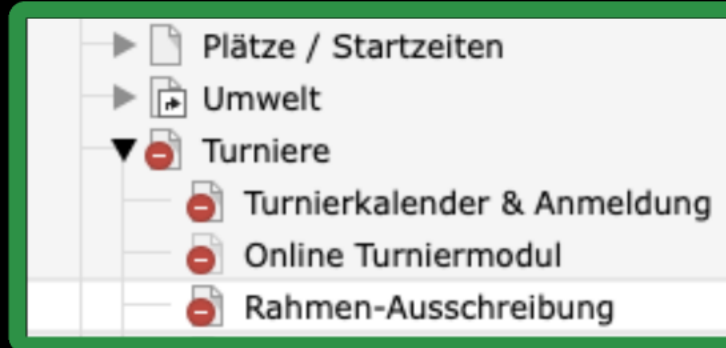 Plätze / Startzeiten
Umwelt
Turniere
Turnierkalender & Anmeldung
Online Turniermodul
Rahmen-Ausschreibung